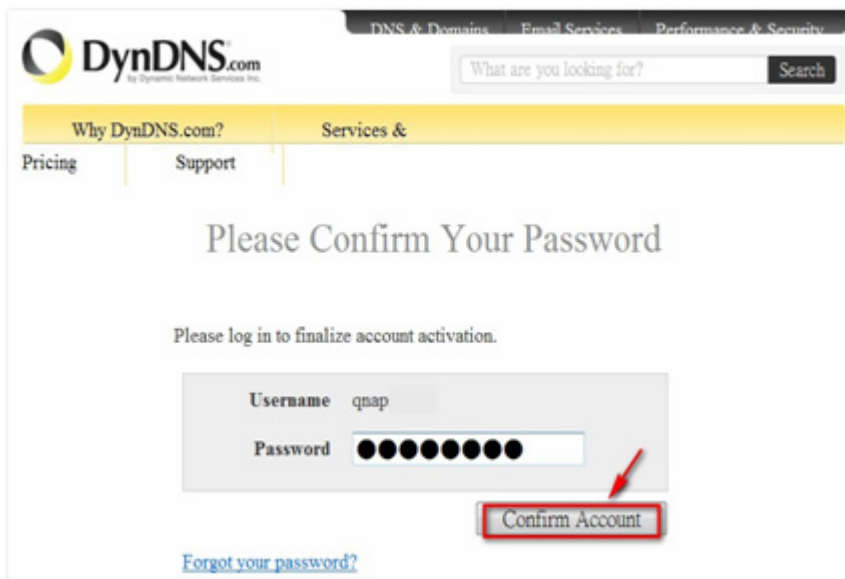 DNS & Domains Email Services Performance & Security
DynDNS.com
by Dynamic Network Services Inc.
What are you looking for? Search
Why DynDNS.com? Services &
Pricing Support
Please Confirm Your Password
Please log in to finalize account activation.
Username qnap
Password ●●●●●●●●
Confirm Account
Forgot your password?